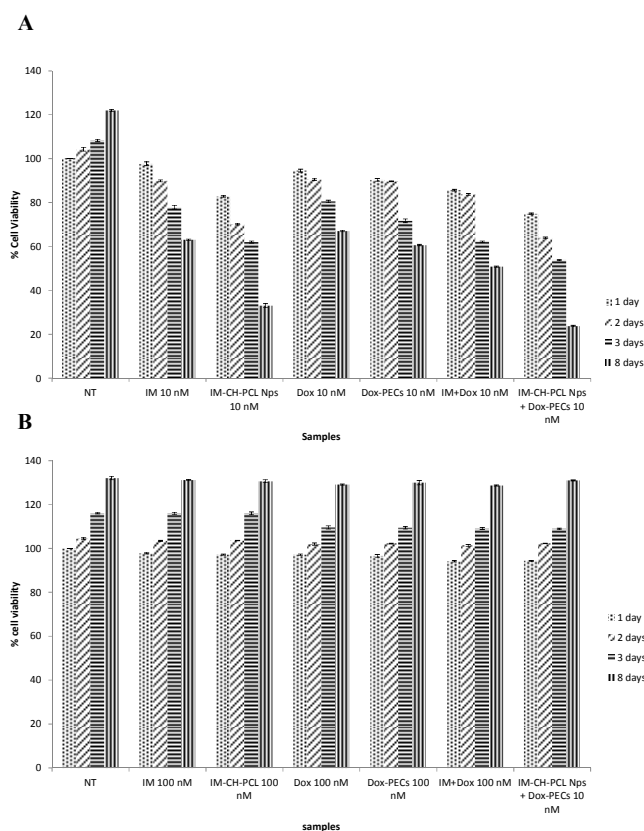 A
140
120
100
80
60
40
20
0
% Cell Viability
NT
IM 10 nM
IM-CH-PCL Nps
10 nM
Dox 10 nM
Dox-PECs 10 nM
IM+Dox 10 nM
IM-CH-PCL Nps
+ Dox-PECs 10
nM
Samples
1 day
2 days
3 days
8 days
B
140
120
100
80
60
40
20
0
% cell viability
NT
IM 100 nM
IM-CH-PCL 100
nM
Dox 100 nM
Dox-PECs 100
nM
IM+Dox 100 nM
IM-CH-PCL Nps
+ Dox-PECs 10
nM
samples
1 day
2 days
3 days
8 days